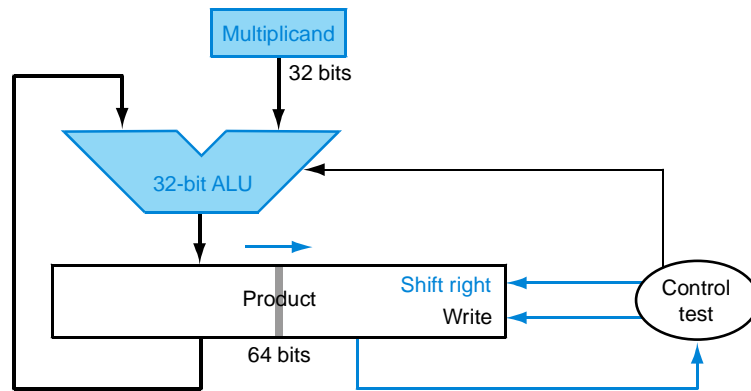 Multiplicand
32 bits
32-bit ALU
Product
Shift right
Write
Control
test
64 bits